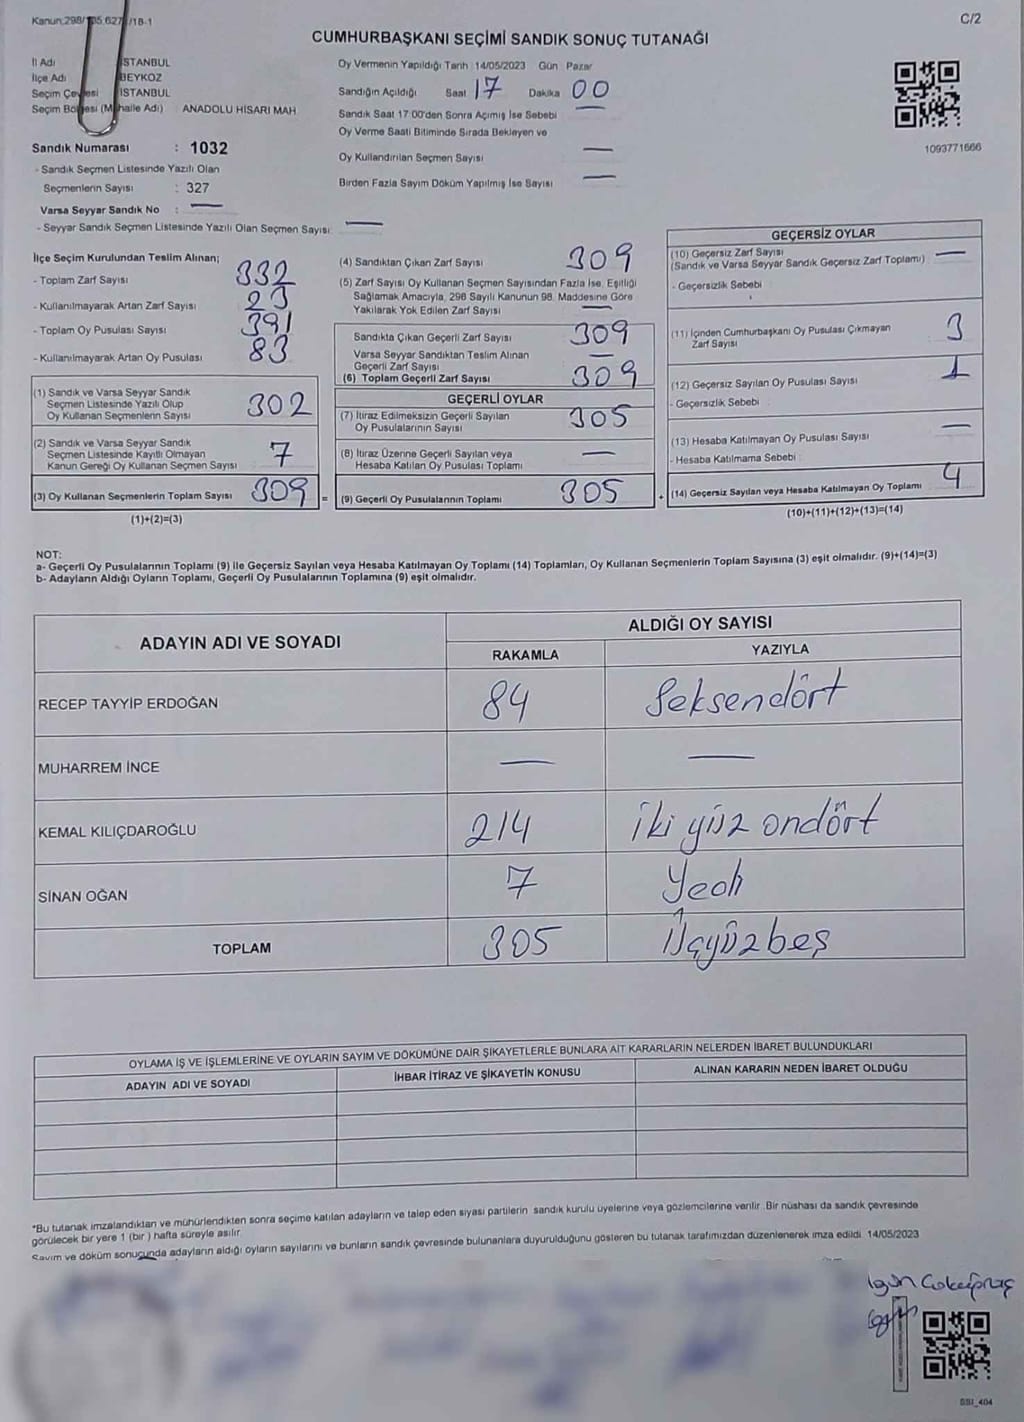 Kanun;298/ /18-1
C/2
CUMHURBAŞKANI SEÇİMİ SANDIK SONUÇ TUTANAĞI
İl Adı İSTANBUL
İlçe Adı BEYKOZ
Seçim Çevresi İSTANBUL
Seçim Bölgesi (Mahalle Adı) ANADOLU HİSARI MAH
Sandık Numarası : 1032
- Sandık Seçmen Listesinde Yazılı Olan
Seçmenlerin Sayısı : 327
Varsa Seyyar Sandık No : —
- Seyyar Sandık Seçmen Listesinde Yazılı Olan Seçmen Sayısı: —
Oy Vermenin Yapıldığı Tarih 14/05/2023 Gün Pazar
Sandığın Açıldığı Saat 17 Dakika 00
Sandık Saat 17:00'den Sonra Açımış İse Sebebi —
Oy Verme Saati Bitiminde Sırada Bekleyen ve
Oy Kullandırılan Seçmen Sayısı —
Birden Fazla Sayım Döküm Yapılmış İse Sayısı —
1093771666
İlçe Seçim Kurulundan Teslim Alınan;
- Toplam Zarf Sayısı 332
- Kullanılmayarak Artan Zarf Sayısı 23
- Toplam Oy Pusulası Sayısı 391
- Kullanılmayarak Artan Oy Pusulası 83
(1) Sandık ve Varsa Seyyar Sandık
Seçmen Listesinde Yazılı Olup
Oy Kullanan Seçmenlerin Sayısı 302
(2) Sandık ve Varsa Seyyar Sandık
Seçmen Listesinde Kayıtlı Olmayan
Kanun Gereği Oy Kullanan Seçmen Sayısı 7
(3) Oy Kullanan Seçmenlerin Toplam Sayısı 309 =
(1)+(2)=(3)
(4) Sandıktan Çıkan Zarf Sayısı 309
(5) Zarf Sayısı Oy Kullanan Seçmen Sayısından Fazla İse, Eşitliği
Sağlamak Amacıyla, 298 Sayılı Kanunun 98. Maddesine Göre
Yakılarak Yok Edilen Zarf Sayısı —
Sandıkta Çıkan Geçerli Zarf Sayısı 309
Varsa Seyyar Sandıktan Teslim Alınan
Geçerli Zarf Sayısı —
(6) Toplam Geçerli Zarf Sayısı 309
GEÇERLİ OYLAR
(7) İtiraz Edilmeksizin Geçerli Sayılan
Oy Pusulalarının Sayısı 305
(8) İtiraz Üzerine Geçerli Sayılan veya
Hesaba Katılan Oy Pusulası Toplamı —
(9) Geçerli Oy Pusulalarının Toplamı 305 +
GEÇERSİZ OYLAR
(10) Geçersiz Zarf Sayısı —
(Sandık ve Varsa Seyyar Sandık Geçersiz Zarf Toplamı)
- Geçersizlik Sebebi
(11) İçinden Cumhurbaşkanı Oy Pusulası Çıkmayan
Zarf Sayısı 3
(12) Geçersiz Sayılan Oy Pusulası Sayısı 1
- Geçersizlik Sebebi
(13) Hesaba Katılmayan Oy Pusulası Sayısı —
- Hesaba Katılmama Sebebi
(14) Geçersiz Sayılan veya Hesaba Katılmayan Oy Toplamı 4
(10)+(11)+(12)+(13)=(14)
NOT:
a- Geçerli Oy Pusulalarının Toplamı (9) ile Geçersiz Sayılan veya Hesaba Katılmayan Oy Toplamı (14) Toplamları, Oy Kullanan Seçmenlerin Toplam Sayısına (3) eşit olmalıdır. (9)+(14)=(3)
b- Adayların Aldığı Oyların Toplamı, Geçerli Oy Pusulalarının Toplamına (9) eşit olmalıdır.
ADAYIN ADI VE SOYADI
ALDIĞI OY SAYISI
RAKAMLA YAZIYLA
RECEP TAYYİP ERDOĞAN 84 Seksendört
MUHARREM İNCE — —
KEMAL KILIÇDAROĞLU 214 iki yüz ondört
SİNAN OĞAN 7 Yedi
TOPLAM 305 Üçyüzbeş
OYLAMA İŞ VE İŞLEMLERİNE VE OYLARIN SAYIM VE DÖKÜMÜNE DAİR ŞİKAYETLERLE BUNLARA AİT KARARLARIN NELERDEN İBARET BULUNDUKLARI
ADAYIN ADI VE SOYADI İHBAR İTİRAZ VE ŞİKAYETİN KONUSU ALINAN KARARIN NEDEN İBARET OLDUĞU
*Bu tutanak imzalandıktan ve mühürlendikten sonra seçime katılan adayların ve talep eden siyasi partilerin sandık kurulu üyelerine veya gözlemcilerine verilir. Bir nüshası da sandık çevresinde
görülecek bir yere 1 (bir) hafta süreyle asılır.
Sayım ve döküm sonucunda adayların aldığı oyların sayılarını ve bunların sandık çevresinde bulunanlara duyurulduğunu gösteren bu tutanak tarafımızdan düzenlenerek imza edildi. 14/05/2023
SSI_404